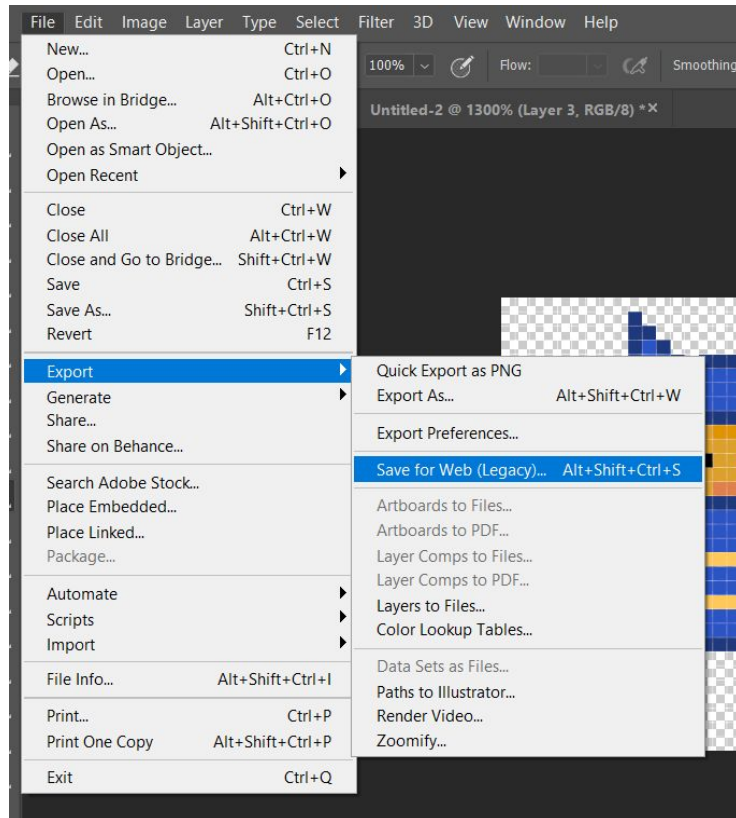 File Edit Image Layer Type Select Filter 3D View Window Help
100% Flow: Smoothing
Untitled-2 @ 1300% (Layer 3, RGB/8) * X
New... Ctrl+N
Open... Ctrl+O
Browse in Bridge... Alt+Ctrl+O
Open As... Alt+Shift+Ctrl+O
Open as Smart Object...
Open Recent
Close Ctrl+W
Close All Alt+Ctrl+W
Close and Go to Bridge... Shift+Ctrl+W
Save Ctrl+S
Save As... Shift+Ctrl+S
Revert F12
Export
Generate
Share...
Share on Behance...
Search Adobe Stock...
Place Embedded...
Place Linked...
Package...
Automate
Scripts
Import
File Info... Alt+Shift+Ctrl+I
Print... Ctrl+P
Print One Copy Alt+Shift+Ctrl+P
Exit Ctrl+Q
Quick Export as PNG
Export As... Alt+Shift+Ctrl+W
Export Preferences...
Save for Web (Legacy)... Alt+Shift+Ctrl+S
Artboards to Files...
Artboards to PDF...
Layer Comps to Files...
Layer Comps to PDF...
Layers to Files...
Color Lookup Tables...
Data Sets as Files...
Paths to Illustrator...
Render Video...
Zoomify...